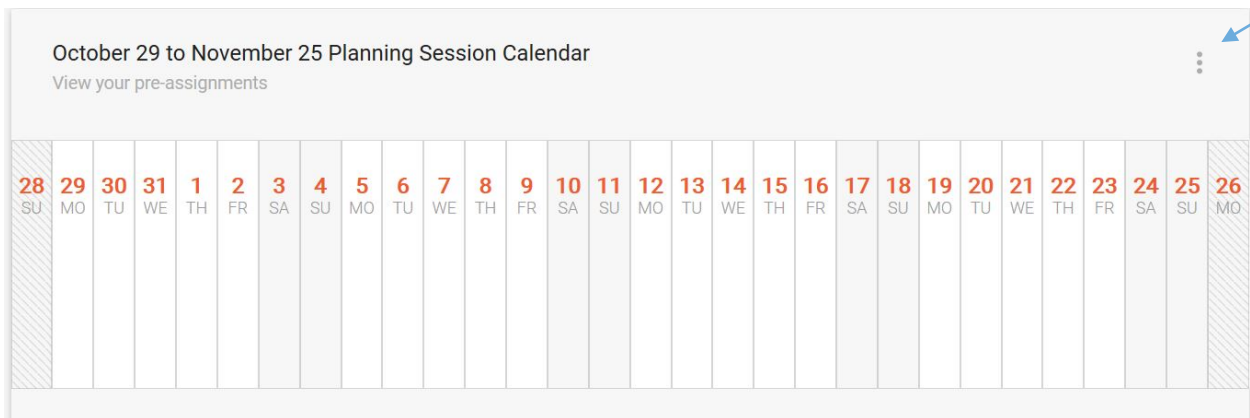 October 29 to November 25 Planning Session Calendar
View your pre-assignments
28 29 30 31 1 2 3 4 5 6 7 8 9 10 11 12 13 14 15 16 17 18 19 20 21 22 23 24 25 26
SU MO TU WE TH FR SA SU MO TU WE TH FR SA SU MO TU WE TH FR SA SU MO TU WE TH FR SA SU MO